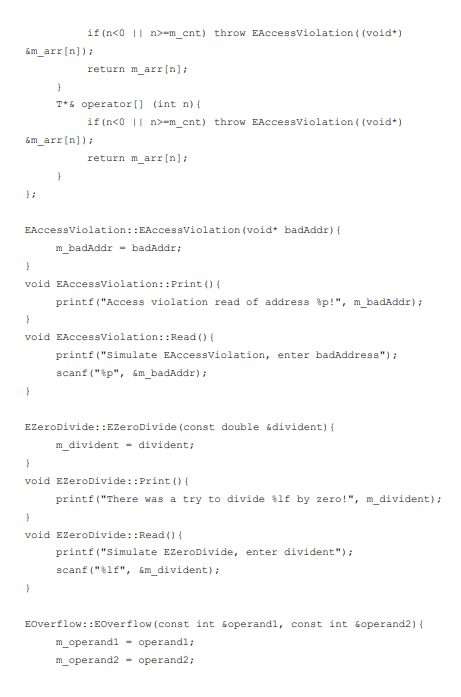 if(n<0 || n>=m_cnt) throw EAccessViolation((void*)
&m_arr[n]);
return m_arr[n];
}
T*& operator[] (int n){
if(n<0 || n>=m_cnt) throw EAccessViolation((void*)
&m_arr[n]);
return m_arr[n];
}
};
EAccessViolation::EAccessViolation(void* badAddr){
m_badAddr = badAddr;
}
void EAccessViolation::Print(){
printf("Access violation read of address %p!", m_badAddr);
}
void EAccessViolation::Read(){
printf("Simulate EAccessViolation, enter badAddress");
scanf("%p", &m_badAddr);
}
EZeroDivide::EZeroDivide(const double &divident){
m_divident = divident;
}
void EZeroDivide::Print(){
printf("There was a try to divide %lf by zero!", m_divident);
}
void EZeroDivide::Read(){
printf("Simulate EZeroDivide, enter divident");
scanf("%lf", &m_divident);
}
EOverflow::EOverflow(const int &operand1, const int &operand2){
m_operand1 = operand1;
m_operand2 = operand2;